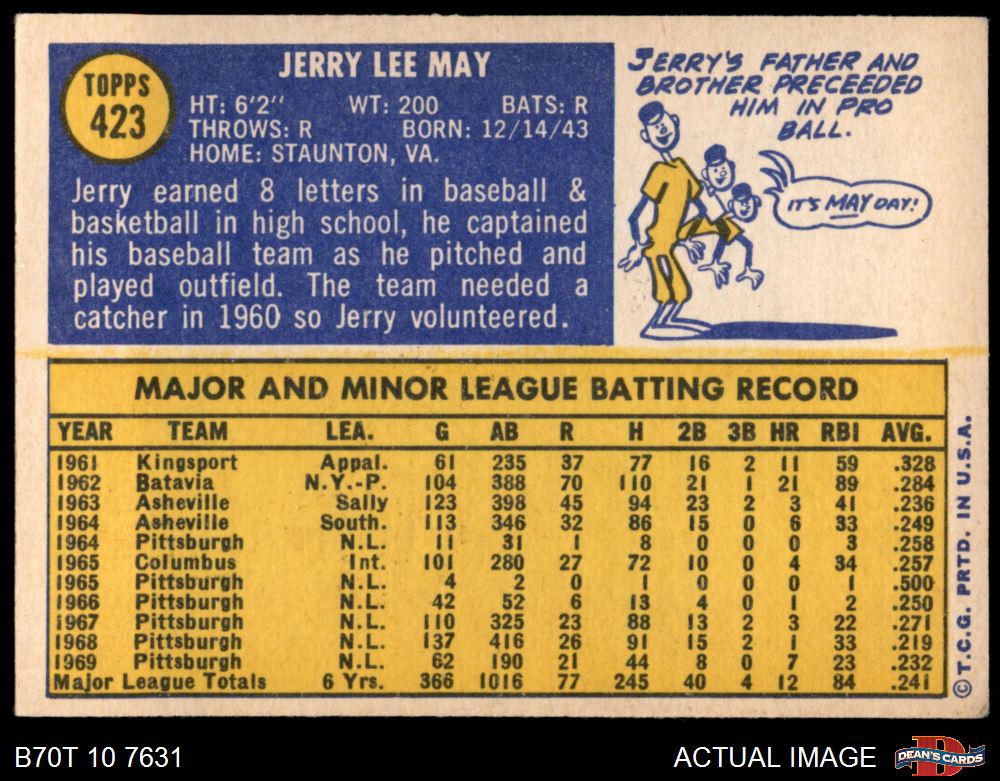 TOPPS
423
JERRY LEE MAY
HT: 6'2" WT: 200 BATS: R
THROWS: R BORN: 12/14/43
HOME: STAUNTON, VA.
Jerry earned 8 letters in baseball &
basketball in high school, he captained
his baseball team as he pitched and
played outfield. The team needed a
catcher in 1960 so Jerry volunteered.
JERRY'S FATHER AND
BROTHER PRECEEDED
HIM IN PRO
BALL.
IT'S MAY DAY!
MAJOR AND MINOR LEAGUE BATTING RECORD
YEAR TEAM LEA. G AB R H 2B 3B HR RBI AVG.
1961 Kingsport Appal. 61 235 37 77 16 2 11 59 .328
1962 Batavia N.Y.-P. 104 388 70 110 21 1 21 89 .284
1963 Asheville Sally 123 398 45 94 23 2 3 41 .236
1964 Asheville South. 113 346 32 86 15 0 6 33 .249
1964 Pittsburgh N.L. 11 31 1 8 0 0 0 3 .258
1965 Columbus Int. 101 280 27 72 10 0 4 34 .257
1965 Pittsburgh N.L. 4 2 0 1 0 0 0 1 .500
1966 Pittsburgh N.L. 42 52 6 13 4 0 1 2 .250
1967 Pittsburgh N.L. 110 325 23 88 13 2 3 22 .271
1968 Pittsburgh N.L. 137 416 26 91 15 2 1 33 .219
1969 Pittsburgh N.L. 62 190 21 44 8 0 7 23 .232
Major League Totals 6 Yrs. 366 1016 77 245 40 4 12 84 .241
© T.C.G. PRTD. IN U.S.A.
B70T 10 7631
ACTUAL IMAGE
D
DEAN'S CARDS